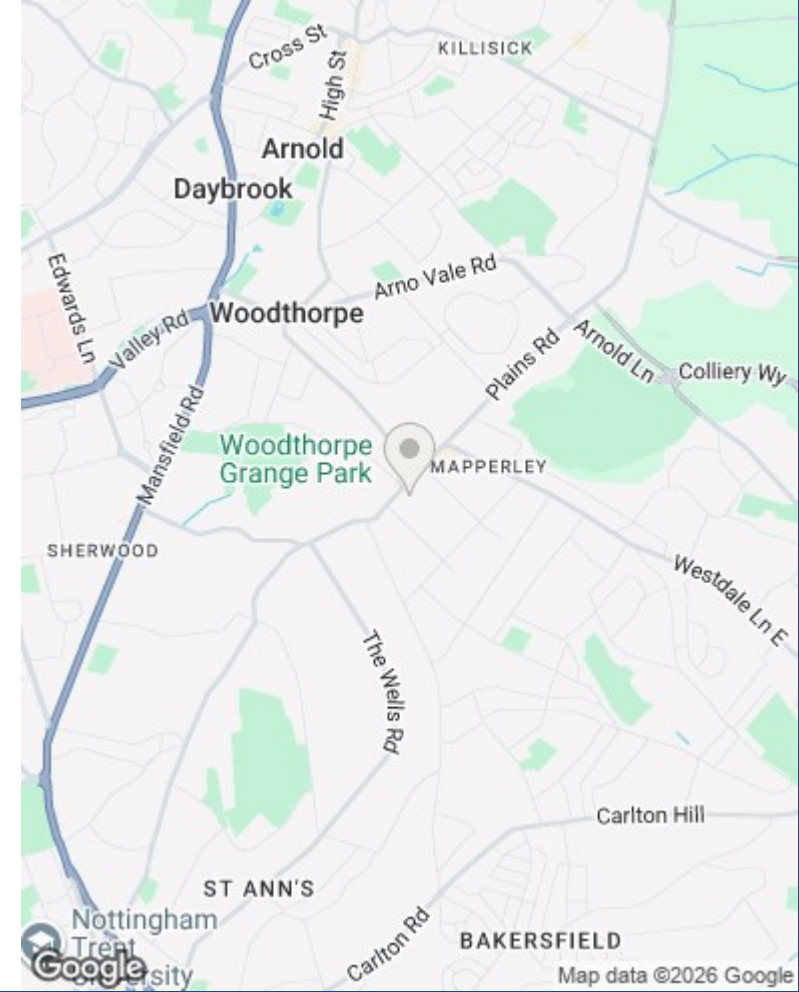 Cross St
KILLISICK
High St
Arnold
Daybrook
Edwards Ln
Arno Vale Rd
Woodthorpe
Valley Rd
Plains Rd
Arnold Ln
Colliery Wy
Mansfield Rd
Woodthorpe
Grange Park
MAPPERLEY
SHERWOOD
Westdale Ln E
The Wells Rd
Carlton Hill
ST ANN'S
Carlton Rd
BAKERSFIELD
Nottingham
Trent
University
Google
Map data ©2026 Google